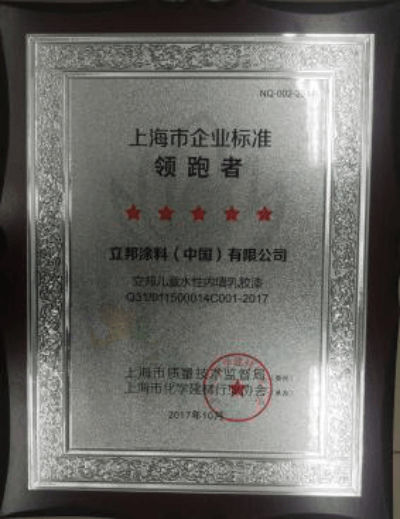 上海市企业标准
领跑者
立邦涂料（中国）有限公司
立邦儿童水性内墙乳胶漆
上海市质量技术监督局
上海市化学建材行业协会
2017年10月